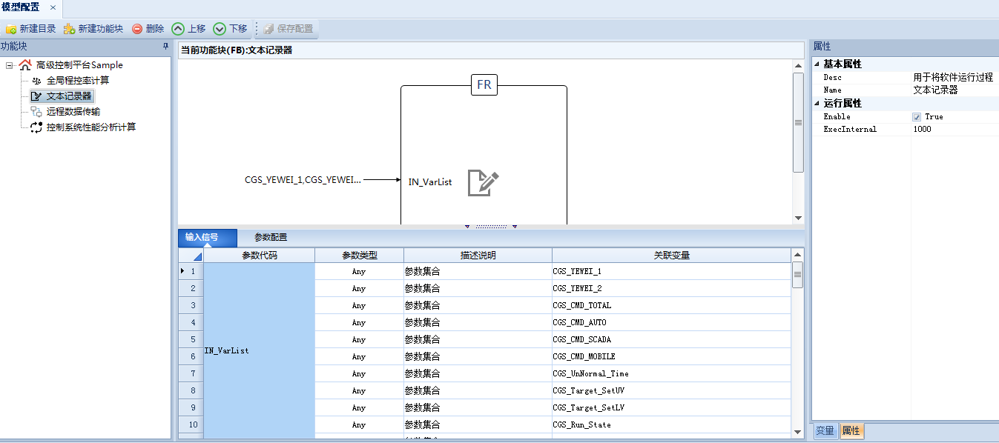 模型配置 ×
新建目录 新建功能块 删除 上移 下移 保存配置
功能块
高级控制平台Sample
全局程控率计算
文本记录器
远程数据传输
控制系统性能分析计算
当前功能块(FB):文本记录器
FR
CGS_YEWEI_1,CGS_YEWEI...
IN_VarList
输入信号 参数配置
参数代码 参数类型 描述说明 关联变量
IN_VarList
1 Any 参数集合 CGS_YEWEI_1
2 Any 参数集合 CGS_YEWEI_2
3 Any 参数集合 CGS_CMD_TOTAL
4 Any 参数集合 CGS_CMD_AUTO
5 Any 参数集合 CGS_CMD_SCADA
6 Any 参数集合 CGS_CMD_MOBILE
7 Any 参数集合 CGS_UnNormal_Time
8 Any 参数集合 CGS_Target_SetUV
9 Any 参数集合 CGS_Target_SetLV
10 Any 参数集合 CGS_Run_State
属性
基本属性
Desc 用于将软件运行过程
Name 文本记录器
运行属性
Enable True
ExecInternal 1000
变量 属性